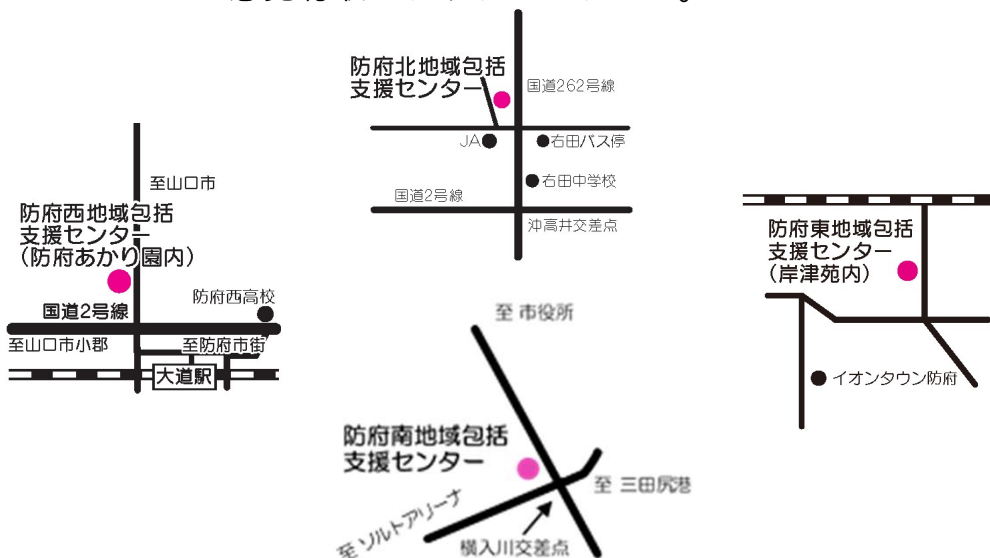 防府北地域包括
支援センター
国道262号線
JA
右田バス停
右田中学校
国道2号線
沖高井交差点
至山口市
防府西地域包括
支援センター
(防府あかり園内)
防府西高校
国道2号線
至山口市小郡
至防府市街
大道駅
防府東地域包括
支援センター
(岸津苑内)
イオンタウン防府
至 市役所
防府南地域包括
支援センター
至 三田尻港
至 ソルトアリーナ
横入川交差点